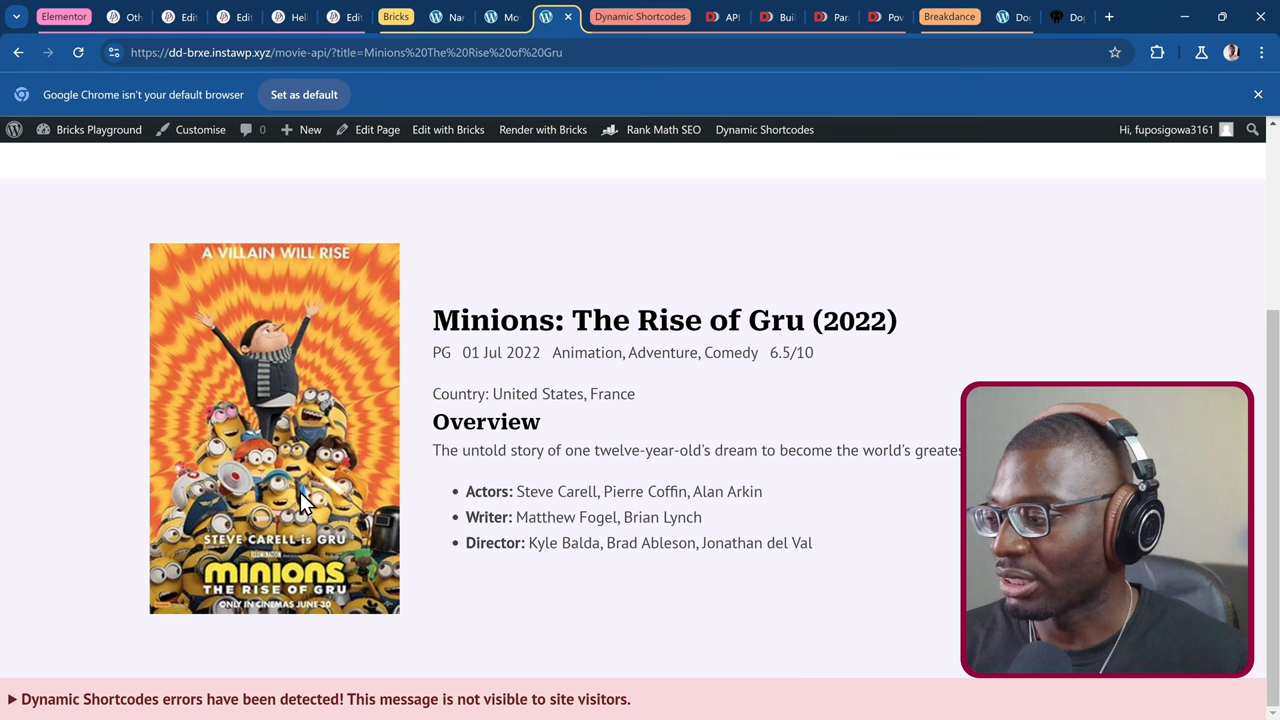 Elementor Oth Edi Edi Hel Edit Bricks Nar Mo Dynamic Shortcodes API Buil Par Pov Breakdance Dog Dog
https://dd-brxe.instawp.xyz/movie-api/?title=Minions%20The%20Rise%20of%20Gru
Google Chrome isn't your default browser Set as default
Bricks Playground Customise 0 New Edit Page Edit with Bricks Render with Bricks Rank Math SEO Dynamic Shortcodes Hi, fuposigowa3161
A VILLAIN WILL RISE
STEVE CARELL is GRU
minions
THE RISE OF GRU
ONLY IN CINEMAS JUNE 30
Minions: The Rise of Gru (2022)
PG 01 Jul 2022 Animation, Adventure, Comedy 6.5/10
Country: United States, France
Overview
The untold story of one twelve-year-old's dream to become the world's greates
Actors: Steve Carell, Pierre Coffin, Alan Arkin
Writer: Matthew Fogel, Brian Lynch
Director: Kyle Balda, Brad Ableson, Jonathan del Val
Dynamic Shortcodes errors have been detected! This message is not visible to site visitors.